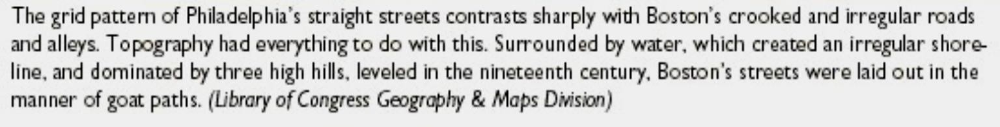 The grid pattern of Philadelphia's straight streets contrasts sharply with Boston's crooked and irregular roads
and alleys. Topography had everything to do with this. Surrounded by water, which created an irregular shore-
line, and dominated by three high hills, leveled in the nineteenth century, Boston's streets were laid out in the
manner of goat paths. (Library of Congress Geography & Maps Division)